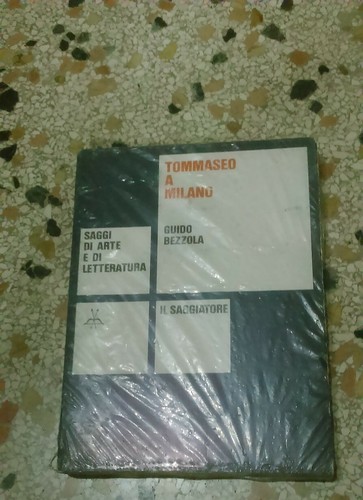 TOMMASEO
A
MILANO
GUIDO
BEZZOLA
SAGGI
DI ARTE
E DI
LETTERATURA
IL SAGGIATORE